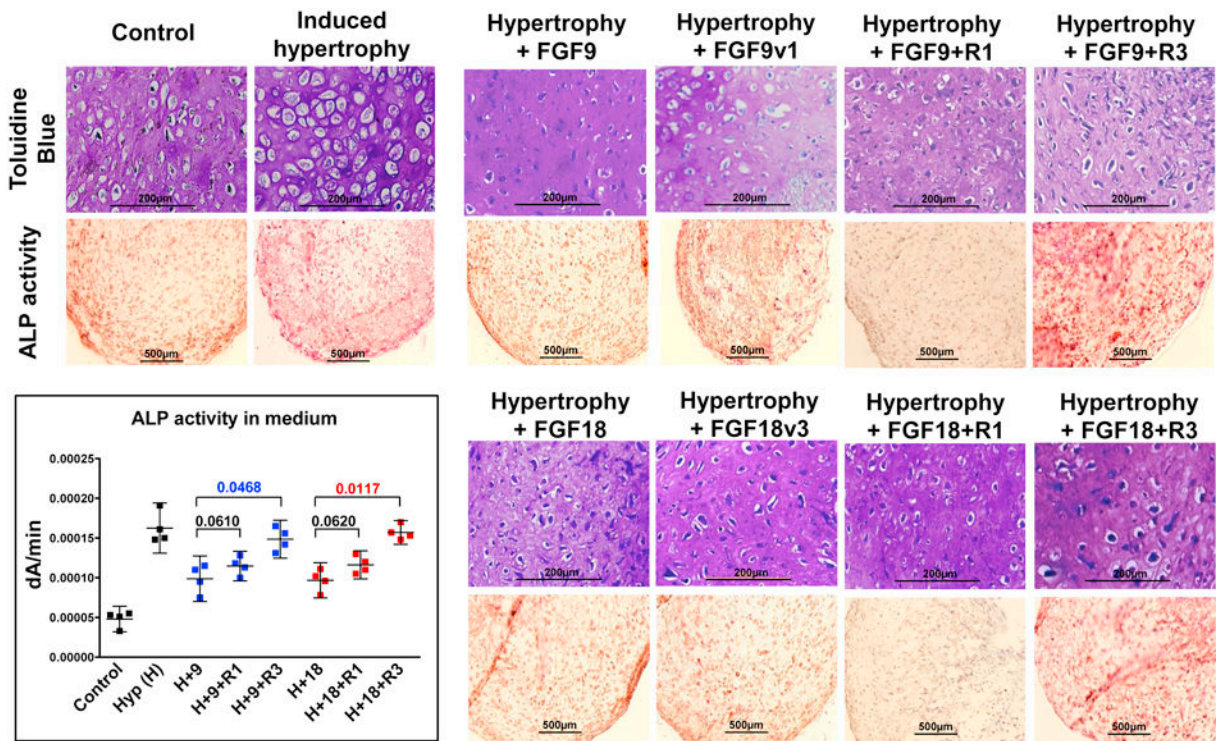 Control
Induced
hypertrophy
Hypertrophy
+ FGF9
Hypertrophy
+ FGF9v1
Hypertrophy
+ FGF9+R1
Hypertrophy
+ FGF9+R3
Toluidine
Blue
200µm
200µm
200µm
200µm
200µm
200µm
ALP activity
500µm
500µm
500µm
500µm
500µm
500µm
ALP activity in medium
dA/min
0.00025
0.00020
0.00015
0.00010
0.00005
0.00000
0.0468
0.0610
0.0117
0.0620
Control
Hyp (H)
H+9
H+9+R1
H+9+R3
H+18
H+18+R1
H+18+R3
Hypertrophy
+ FGF18
Hypertrophy
+ FGF18v3
Hypertrophy
+ FGF18+R1
Hypertrophy
+ FGF18+R3
200µm
200µm
200µm
200µm
500µm
500µm
500µm
500µm